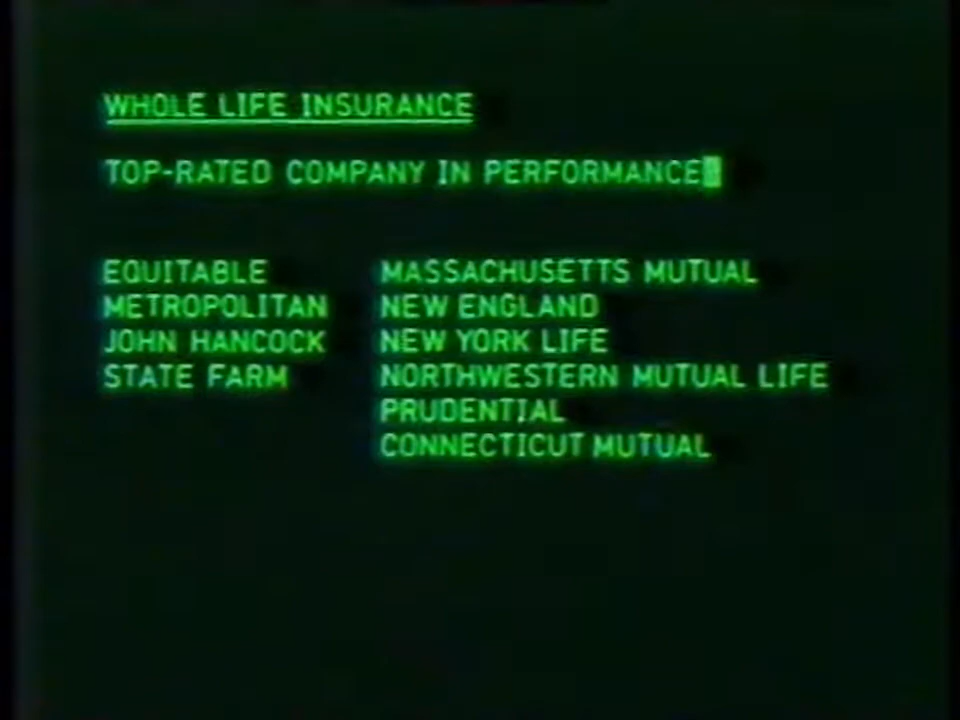 WHOLE LIFE INSURANCE
TOP-RATED COMPANY IN PERFORMANCE
EQUITABLE
METROPOLITAN
JOHN HANCOCK
STATE FARM
MASSACHUSETTS MUTUAL
NEW ENGLAND
NEW YORK LIFE
NORTHWESTERN MUTUAL LIFE
PRUDENTIAL
CONNECTICUT MUTUAL